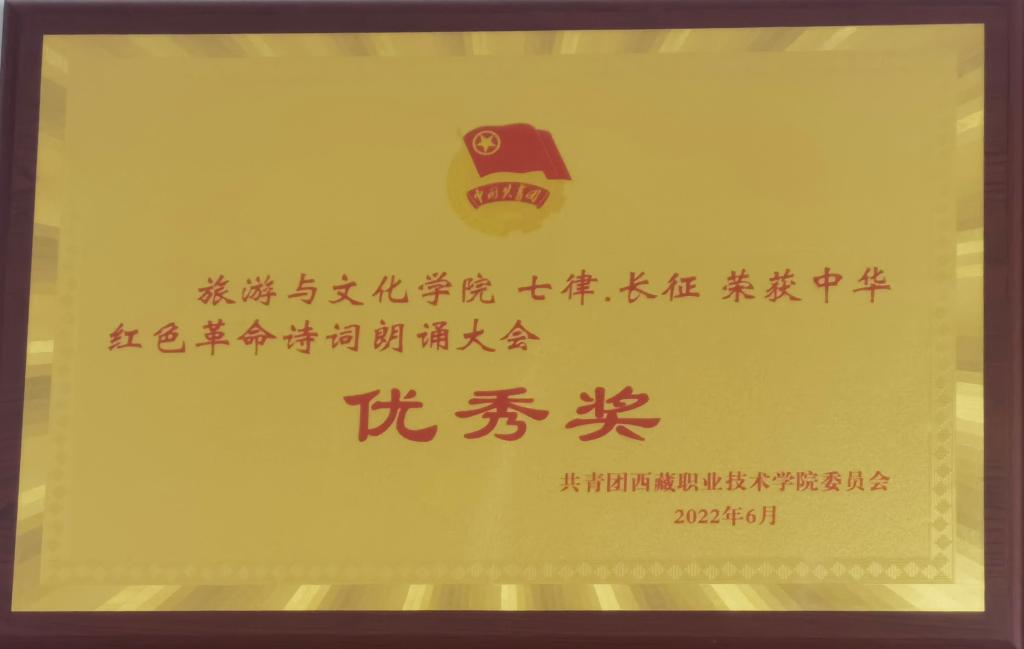 中国共青团
旅游与文化学院 七律.长征 荣获中华
红色革命诗词朗诵大会
优秀奖
共青团西藏职业技术学院委员会
2022年6月